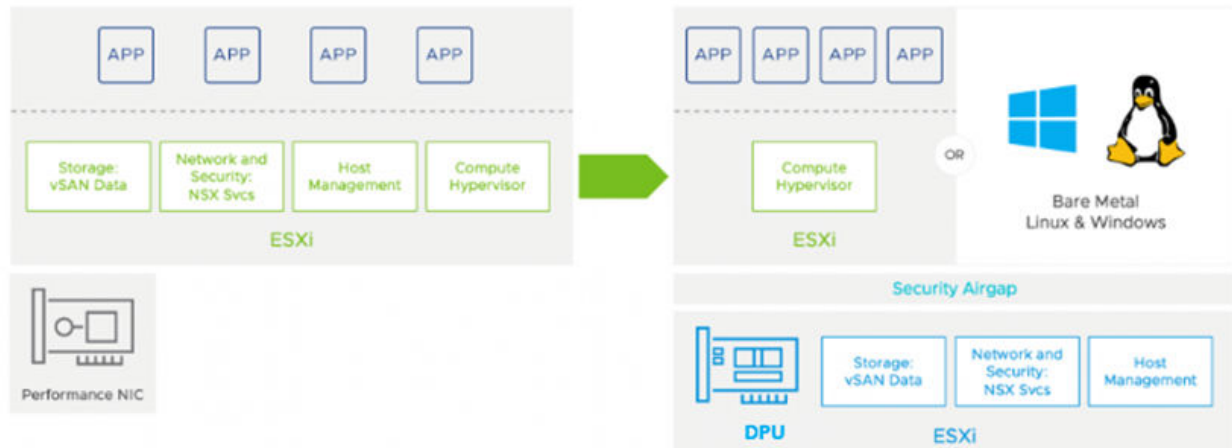 APP
APP
APP
APP
Storage:
vSAN Data
Network and
Security:
NSX Svcs
Host
Management
Compute
Hypervisor
ESXi
Performance NIC
APP
APP
APP
APP
Compute
Hypervisor
ESXi
OR
Bare Metal
Linux & Windows
Security Airgap
DPU
Storage:
vSAN Data
Network and
Security:
NSX Svcs
Host
Management
ESXi